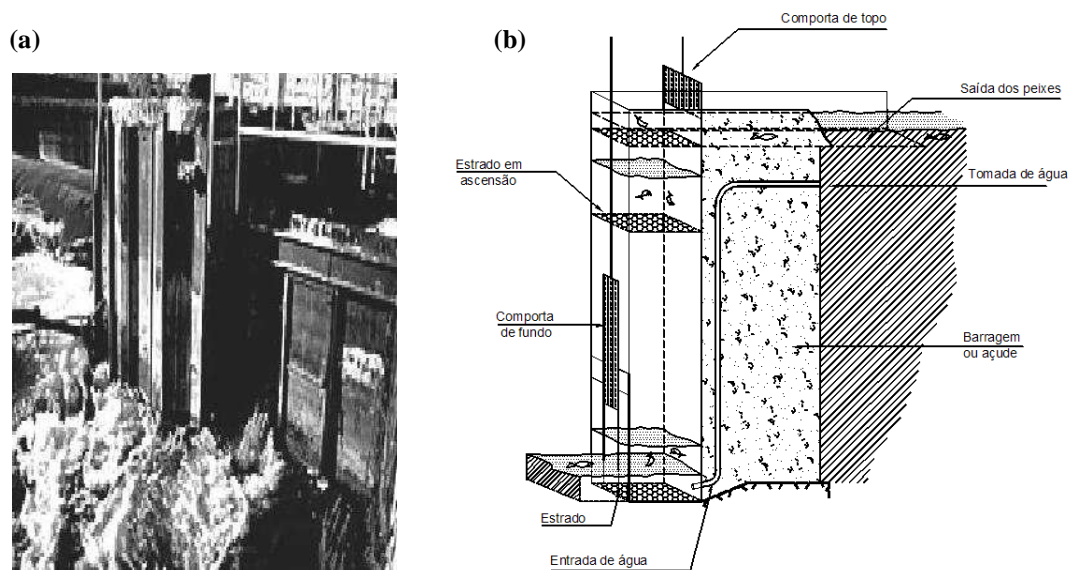 (a)
(b)
Comporta de topo
Saída dos peixes
Estrado em
ascensão
Tomada de água
Comporta
de fundo
Barragem
ou açude
Estrado
Entrada de água